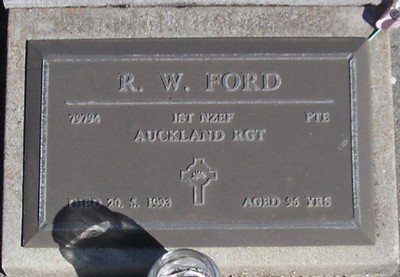 R. W. FORD
79794 1ST NZEF PTE
AUCKLAND RGT
DIED 20. 5. 1993 AGED 96 YRS